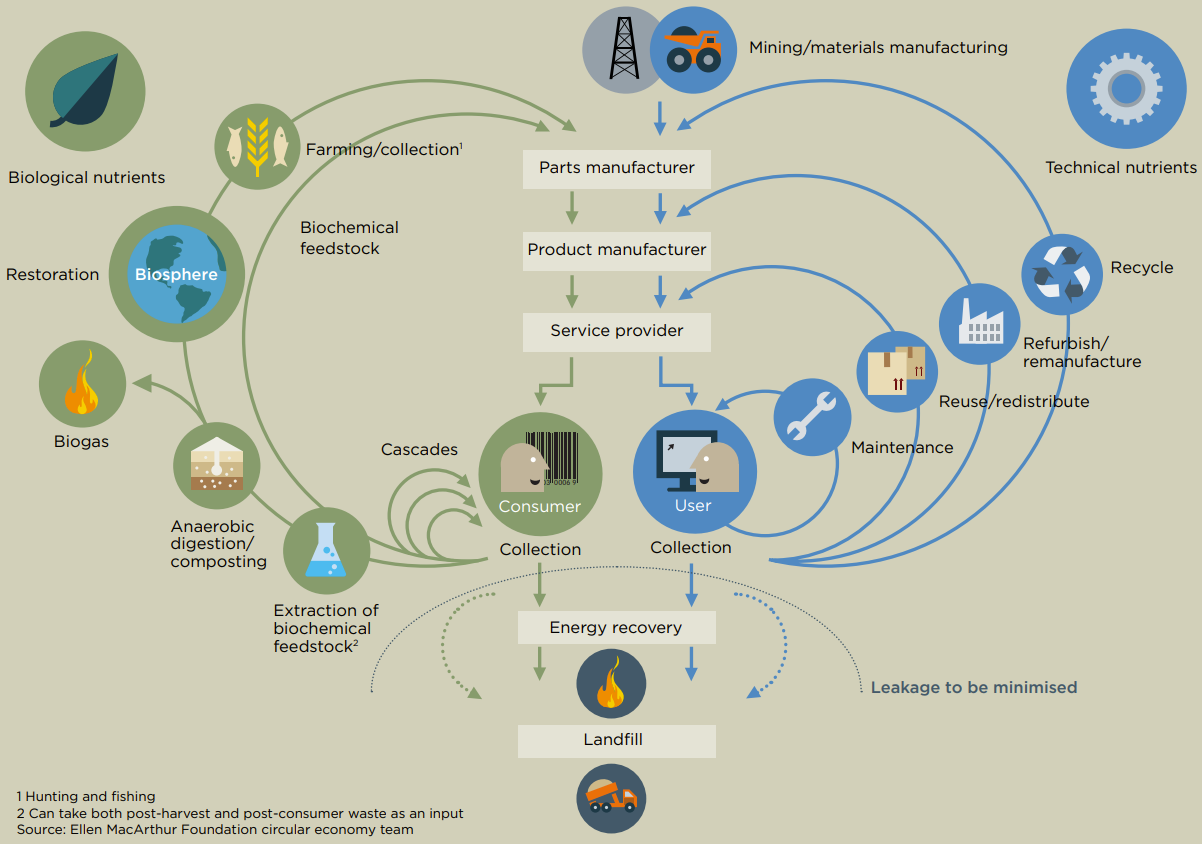 Mining/materials manufacturing
Biological nutrients
Technical nutrients
Farming/collection¹
Parts manufacturer
Biochemical
feedstock
Product manufacturer
Restoration
Biosphere
Recycle
Service provider
Refurbish/
remanufacture
Reuse/redistribute
Biogas
Cascades
Maintenance
Consumer
User
Anaerobic
digestion/
composting
Collection
Collection
Extraction of
biochemical
feedstock²
Energy recovery
Leakage to be minimised
Landfill
1 Hunting and fishing
2 Can take both post-harvest and post-consumer waste as an input
Source: Ellen MacArthur Foundation circular economy team